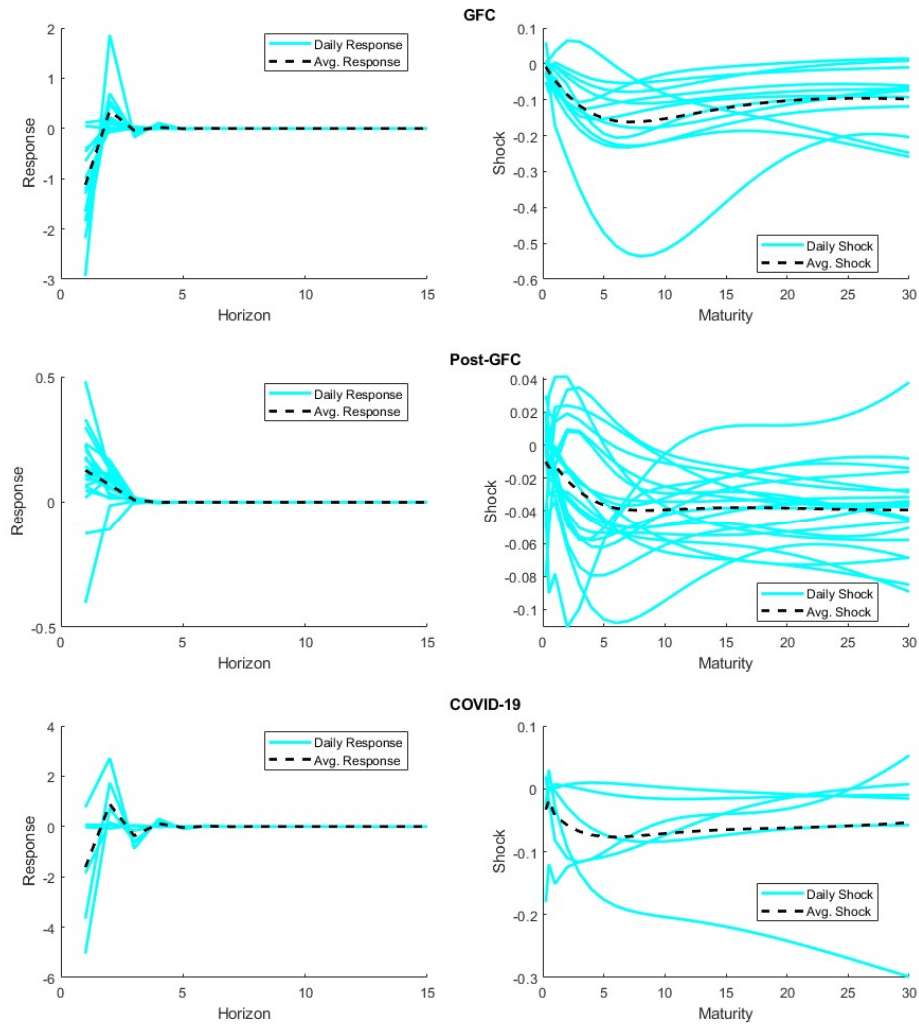 GFC
2
1
0
-1
-2
-3
Response
Daily Response
Avg. Response
0 5 10 15
Horizon
0.1
0
-0.1
-0.2
-0.3
-0.4
-0.5
-0.6
Shock
Daily Shock
Avg. Shock
0 5 10 15 20 25 30
Maturity
Post-GFC
0.5
0
-0.5
Response
Daily Response
Avg. Response
0 5 10 15
Horizon
0.04
0.02
0
-0.02
-0.04
-0.06
-0.08
-0.1
Shock
Daily Shock
Avg. Shock
0 5 10 15 20 25 30
Maturity
COVID-19
4
2
0
-2
-4
-6
Response
Daily Response
Avg. Response
0 5 10 15
Horizon
0.1
0
-0.1
-0.2
-0.3
Shock
Daily Shock
Avg. Shock
0 5 10 15 20 25 30
Maturity